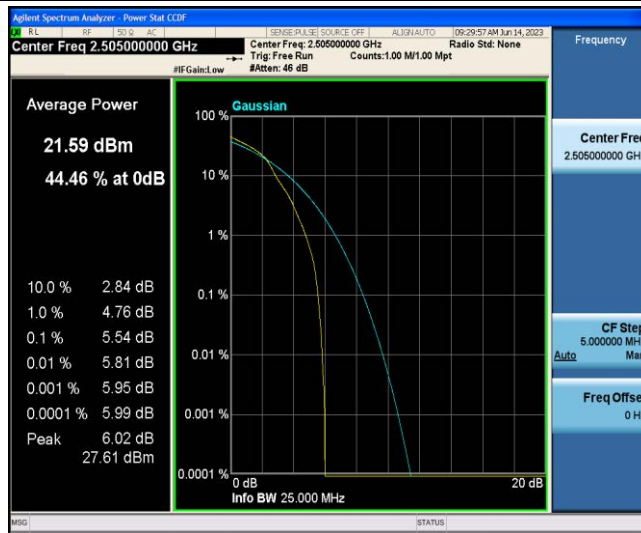 Agilent Spectrum Analyzer - Power Stat CCDF
RL RF 50 Ω AC SENSE:PULSE SOURCE OFF ALIGNAUTO 09:29:57 AM Jun 14, 2023
Center Freq 2.505000000 GHz Center Freq: 2.505000000 GHz Radio Std: None
Trig: Free Run Counts:1.00 M/1.00 Mpt
#IFGain:Low #Atten: 46 dB
Frequency
Average Power
21.59 dBm
44.46 % at 0dB
10.0 % 2.84 dB
1.0 % 4.76 dB
0.1 % 5.54 dB
0.01 % 5.81 dB
0.001 % 5.95 dB
0.0001 % 5.99 dB
Peak 6.02 dB
27.61 dBm
Gaussian
100 %
10 %
1 %
0.1 %
0.01 %
0.001 %
0.0001 %
0 dB 20 dB
Info BW 25.000 MHz
Center Freq
2.505000000 GH
CF Step
5.000000 MH
Auto Ma
Freq Offse
0 H
MSG STATUS